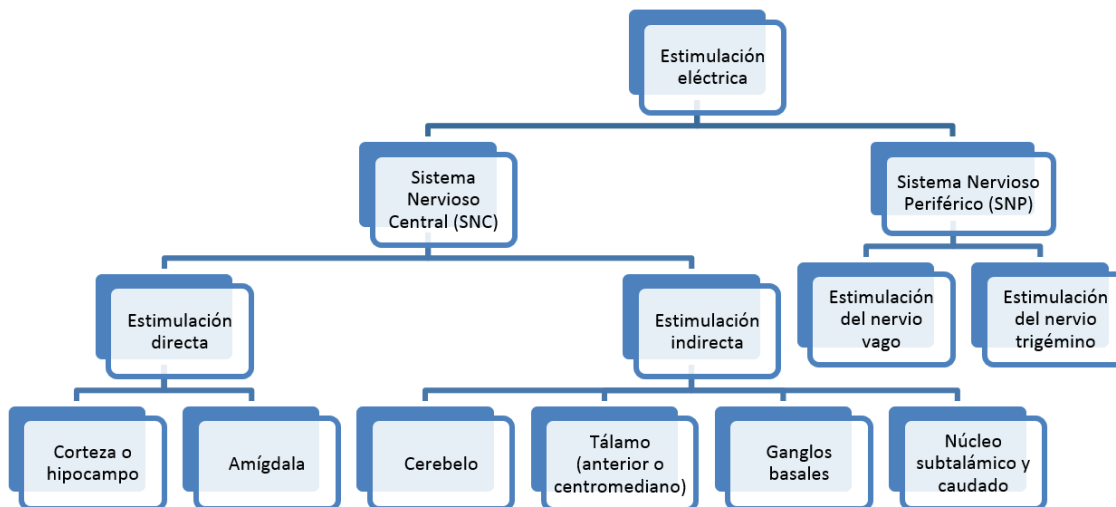 Estimulación
eléctrica
Sistema
Nervioso
Central (SNC)
Sistema Nervioso
Periférico (SNP)
Estimulación
directa
Estimulación
indirecta
Estimulación
del nervio
vago
Estimulación
del nervio
trigémino
Corteza o
hipocampo
Amígdala
Cerebelo
Tálamo
(anterior o
centromediano)
Ganglos
basales
Núcleo
subtalámico y
caudado